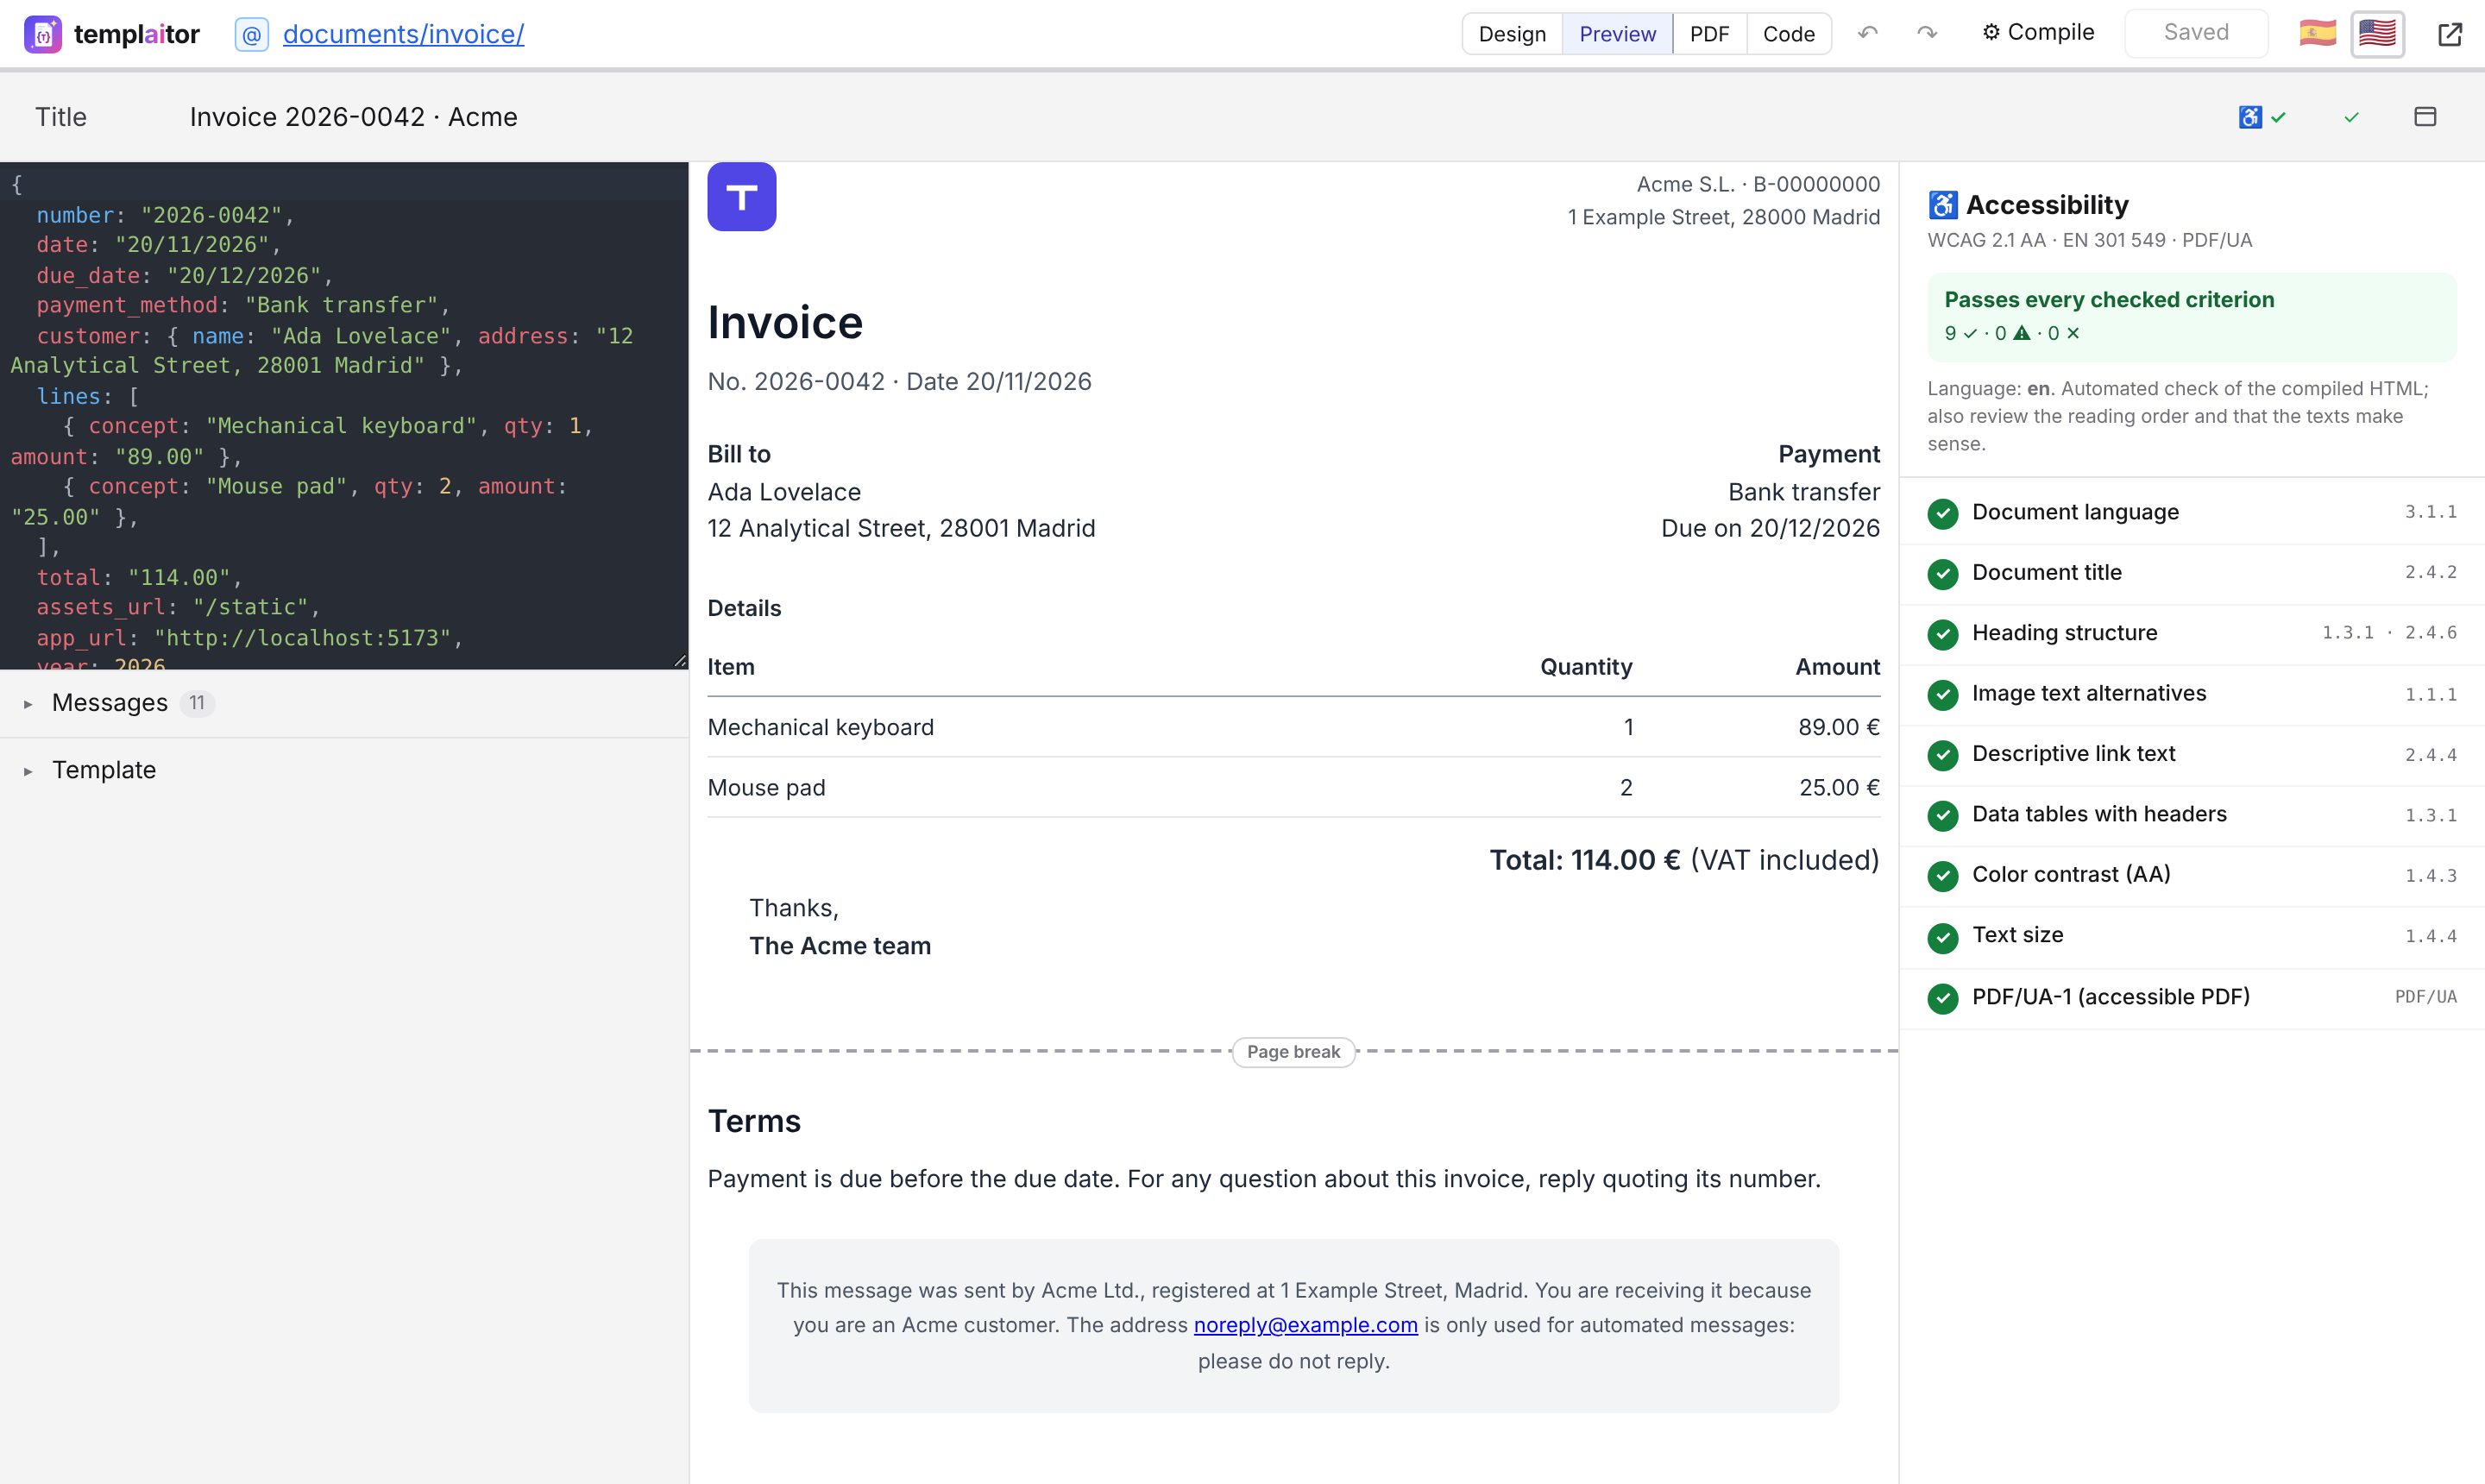 templaitor @ documents/invoice/ Design Preview PDF Code Compile Saved
Title Invoice 2026-0042 · Acme
{
number: "2026-0042",
date: "20/11/2026",
due_date: "20/12/2026",
payment_method: "Bank transfer",
customer: { name: "Ada Lovelace", address: "12
Analytical Street, 28001 Madrid" },
lines: [
{ concept: "Mechanical keyboard", qty: 1,
amount: "89.00" },
{ concept: "Mouse pad", qty: 2, amount:
"25.00" },
],
total: "114.00",
assets_url: "/static",
app_url: "http://localhost:5173",
year: 2026
Messages 11
Template
T
Acme S.L. · B-00000000
1 Example Street, 28000 Madrid
Invoice
No. 2026-0042 · Date 20/11/2026
Bill to Payment
Ada Lovelace Bank transfer
12 Analytical Street, 28001 Madrid Due on 20/12/2026
Details
Item Quantity Amount
Mechanical keyboard 1 89.00 €
Mouse pad 2 25.00 €
Total: 114.00 € (VAT included)
Thanks,
The Acme team
Page break
Terms
Payment is due before the due date. For any question about this invoice, reply quoting its number.
This message was sent by Acme Ltd., registered at 1 Example Street, Madrid. You are receiving it because
you are an Acme customer. The address noreply@example.com is only used for automated messages:
please do not reply.
Accessibility
WCAG 2.1 AA · EN 301 549 · PDF/UA
Passes every checked criterion
9 ✓ · 0 ⚠ · 0 ✕
Language: en. Automated check of the compiled HTML;
also review the reading order and that the texts make
sense.
Document language 3.1.1
Document title 2.4.2
Heading structure 1.3.1 · 2.4.6
Image text alternatives 1.1.1
Descriptive link text 2.4.4
Data tables with headers 1.3.1
Color contrast (AA) 1.4.3
Text size 1.4.4
PDF/UA-1 (accessible PDF) PDF/UA